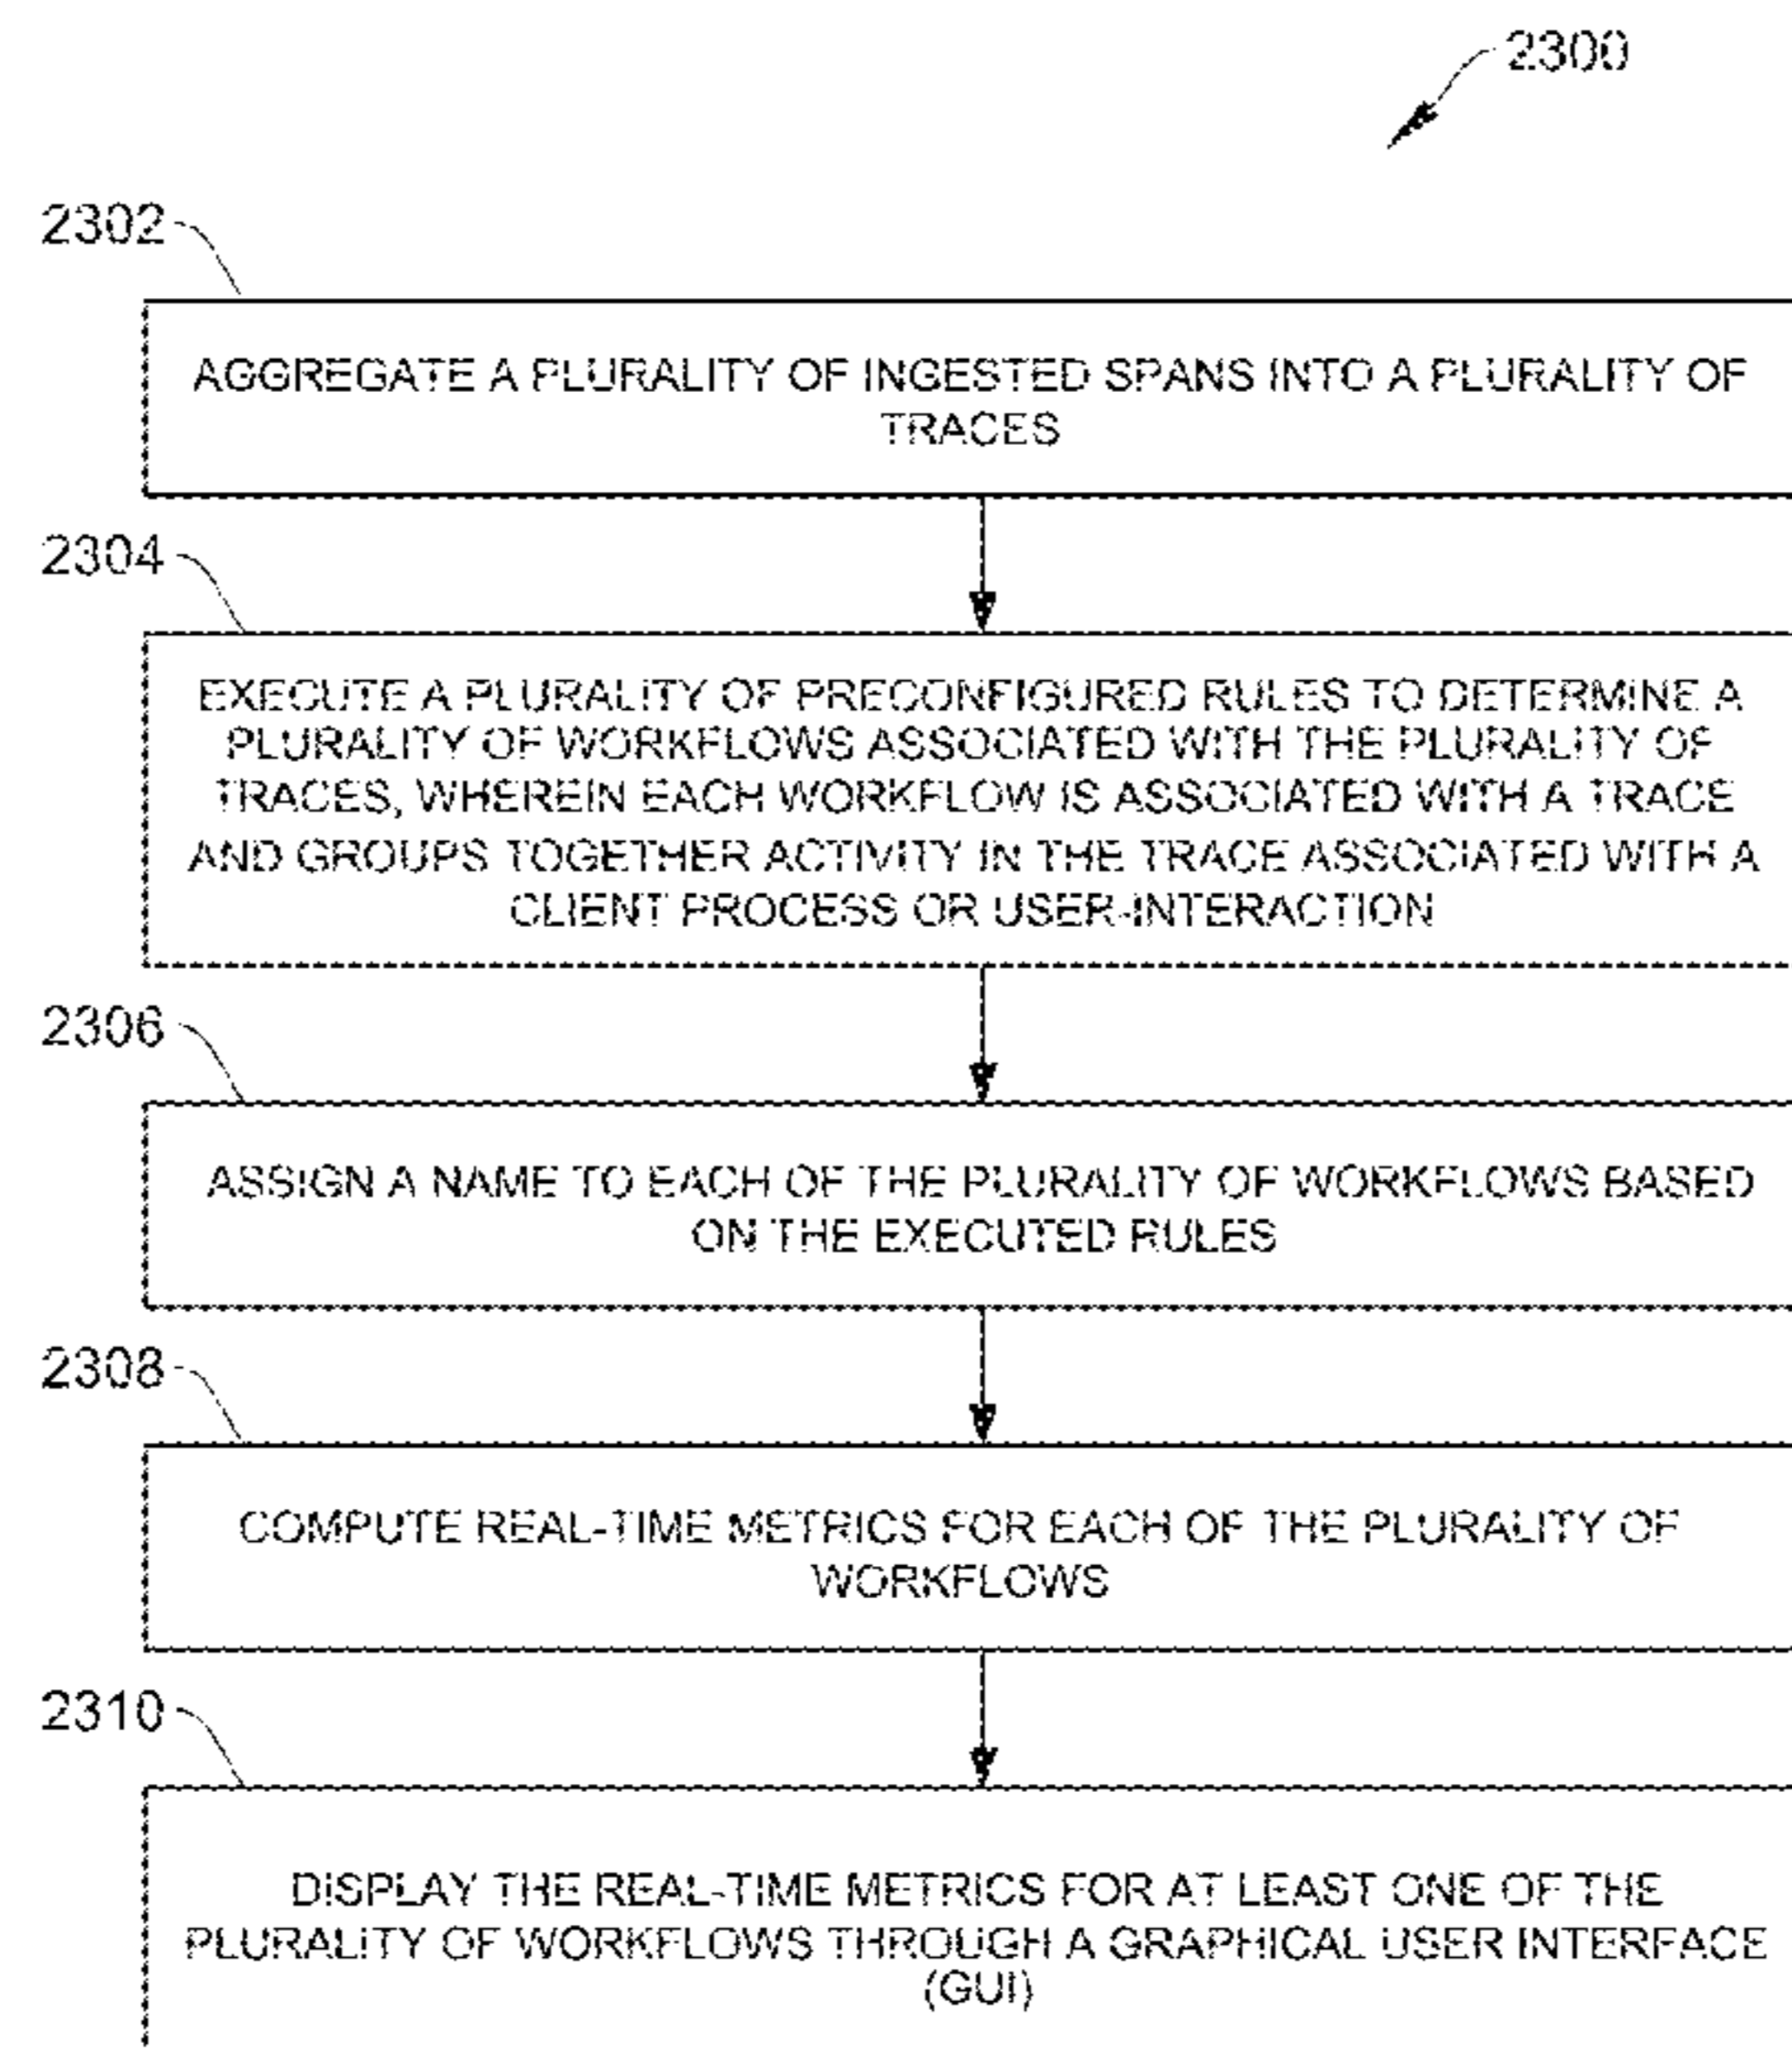 2300
2302
AGGREGATE A PLURALITY OF INGESTED SPANS INTO A PLURALITY OF
TRACES
2304
EXECUTE A PLURALITY OF PRECONFIGURED RULES TO DETERMINE A
PLURALITY OF WORKFLOWS ASSOCIATED WITH THE PLURALITY OF
TRACES, WHEREIN EACH WORKFLOW IS ASSOCIATED WITH A TRACE
AND GROUPS TOGETHER ACTIVITY IN THE TRACE ASSOCIATED WITH A
CLIENT PROCESS OR USER-INTERACTION
2306
ASSIGN A NAME TO EACH OF THE PLURALITY OF WORKFLOWS BASED
ON THE EXECUTED RULES
2308
COMPUTE REAL-TIME METRICS FOR EACH OF THE PLURALITY OF
WORKFLOWS
2310
DISPLAY THE REAL-TIME METRICS FOR AT LEAST ONE OF THE
PLURALITY OF WORKFLOWS THROUGH A GRAPHICAL USER INTERFACE
(GUI)